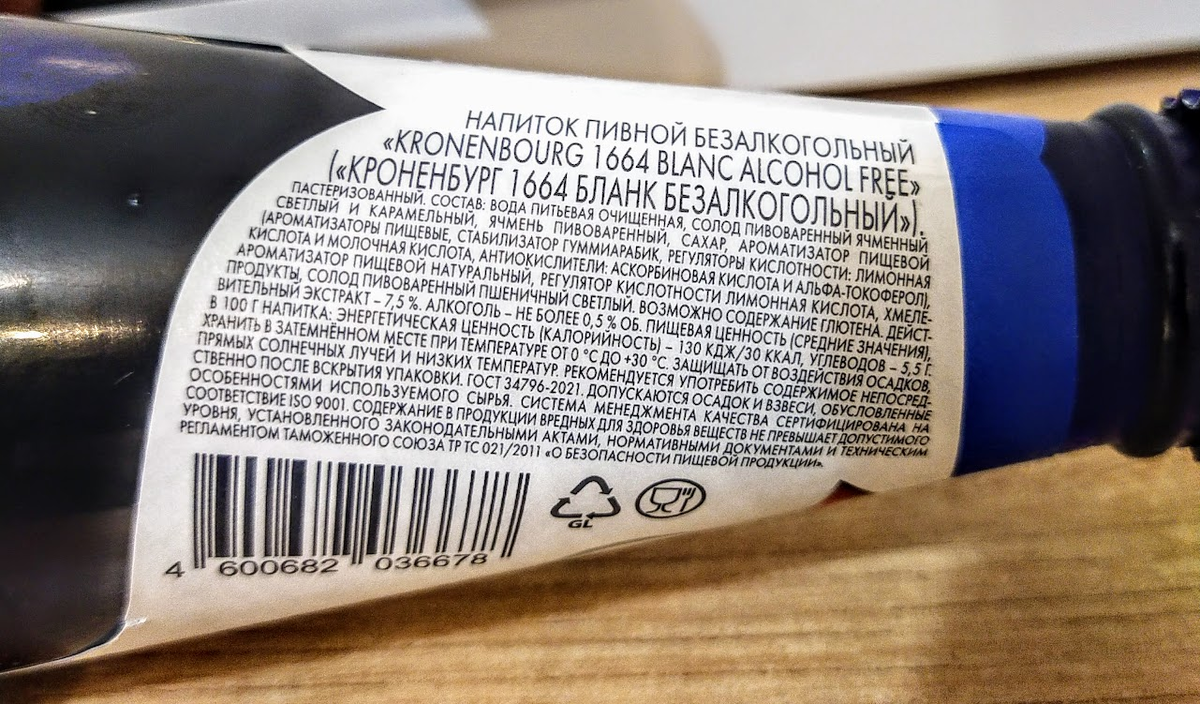 НАПИТОК ПИВНОЙ БЕЗАЛКОГОЛЬНЫЙ
«KRONENBOURG 1664 BLANC ALCOHOL FREE»
(«КРОНЕНБУРГ 1664 БЛАНК БЕЗАЛКОГОЛЬНЫЙ»).
ПАСТЕРИЗОВАННЫЙ. СОСТАВ: ВОДА ПИТЬЕВАЯ ОЧИЩЕННАЯ, СОЛОД ПИВОВАРЕННЫЙ ЯЧМЕННЫЙ
СВЕТЛЫЙ И КАРАМЕЛЬНЫЙ, ЯЧМЕНЬ ПИВОВАРЕННЫЙ, САХАР, АРОМАТИЗАТОР ПИЩЕВОЙ
(АРОМАТИЗАТОРЫ ПИЩЕВЫЕ, СТАБИЛИЗАТОР ГУММИАРАБИК, РЕГУЛЯТОРЫ КИСЛОТНОСТИ: ЛИМОННАЯ
КИСЛОТА И МОЛОЧНАЯ КИСЛОТА, АНТИОКИСЛИТЕЛИ: АСКОРБИНОВАЯ КИСЛОТА И АЛЬФА-ТОКОФЕРОЛ),
АРОМАТИЗАТОР ПИЩЕВОЙ НАТУРАЛЬНЫЙ, РЕГУЛЯТОР КИСЛОТНОСТИ ЛИМОННАЯ КИСЛОТА, ХМЕЛЕ-
ПРОДУКТЫ, СОЛОД ПИВОВАРЕННЫЙ ПШЕНИЧНЫЙ СВЕТЛЫЙ. ВОЗМОЖНО СОДЕРЖАНИЕ ГЛЮТЕНА. ДЕЙСТ-
ВИТЕЛЬНЫЙ ЭКСТРАКТ – 7,5 %. АЛКОГОЛЬ – НЕ БОЛЕЕ 0,5 % ОБ. ПИЩЕВАЯ ЦЕННОСТЬ (СРЕДНИЕ ЗНАЧЕНИЯ),
В 100 Г НАПИТКА: ЭНЕРГЕТИЧЕСКАЯ ЦЕННОСТЬ (КАЛОРИЙНОСТЬ) – 130 КДЖ/30 ККАЛ, УГЛЕВОДОВ – 5,5 Г.
ХРАНИТЬ В ЗАТЕМНЁННОМ МЕСТЕ ПРИ ТЕМПЕРАТУРЕ ОТ 0 °С ДО +30 °С. ЗАЩИЩАТЬ ОТ ВОЗДЕЙСТВИЯ ОСАДКОВ,
ПРЯМЫХ СОЛНЕЧНЫХ ЛУЧЕЙ И НИЗКИХ ТЕМПЕРАТУР. РЕКОМЕНДУЕТСЯ УПОТРЕБИТЬ СОДЕРЖИМОЕ НЕПОСРЕД-
СТВЕННО ПОСЛЕ ВСКРЫТИЯ УПАКОВКИ. ГОСТ 34796-2021. ДОПУСКАЮТСЯ ОСАДОК И ВЗВЕСИ, ОБУСЛОВЛЕННЫЕ
ОСОБЕННОСТЯМИ ИСПОЛЬЗУЕМОГО СЫРЬЯ. СИСТЕМА МЕНЕДЖМЕНТА КАЧЕСТВА СЕРТИФИЦИРОВАНА НА
СООТВЕТСТВИЕ ISO 9001. СОДЕРЖАНИЕ В ПРОДУКЦИИ ВРЕДНЫХ ДЛЯ ЗДОРОВЬЯ ВЕЩЕСТВ НЕ ПРЕВЫШАЕТ ДОПУСТИМОГО
УРОВНЯ, УСТАНОВЛЕННОГО ЗАКОНОДАТЕЛЬНЫМИ АКТАМИ, НОРМАТИВНЫМИ ДОКУМЕНТАМИ И ТЕХНИЧЕСКИМ
РЕГЛАМЕНТОМ ТАМОЖЕННОГО СОЮЗА ТР ТС 021/2011 «О БЕЗОПАСНОСТИ ПИЩЕВОЙ ПРОДУКЦИИ».
GL
4 600682 036678